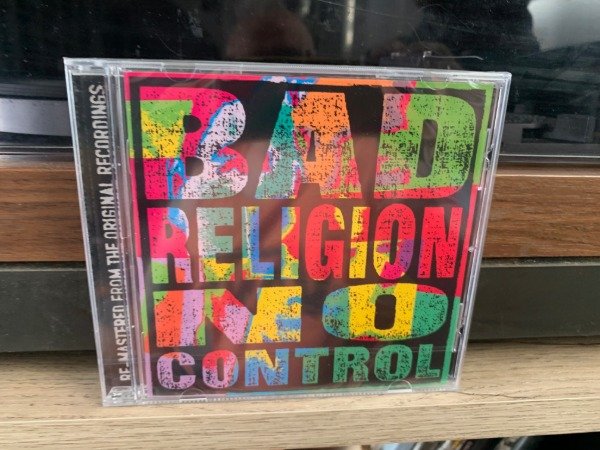 RE-MASTERED FROM THE ORIGINAL RECORDINGS
BAD
RELIGION
NO
CONTROL